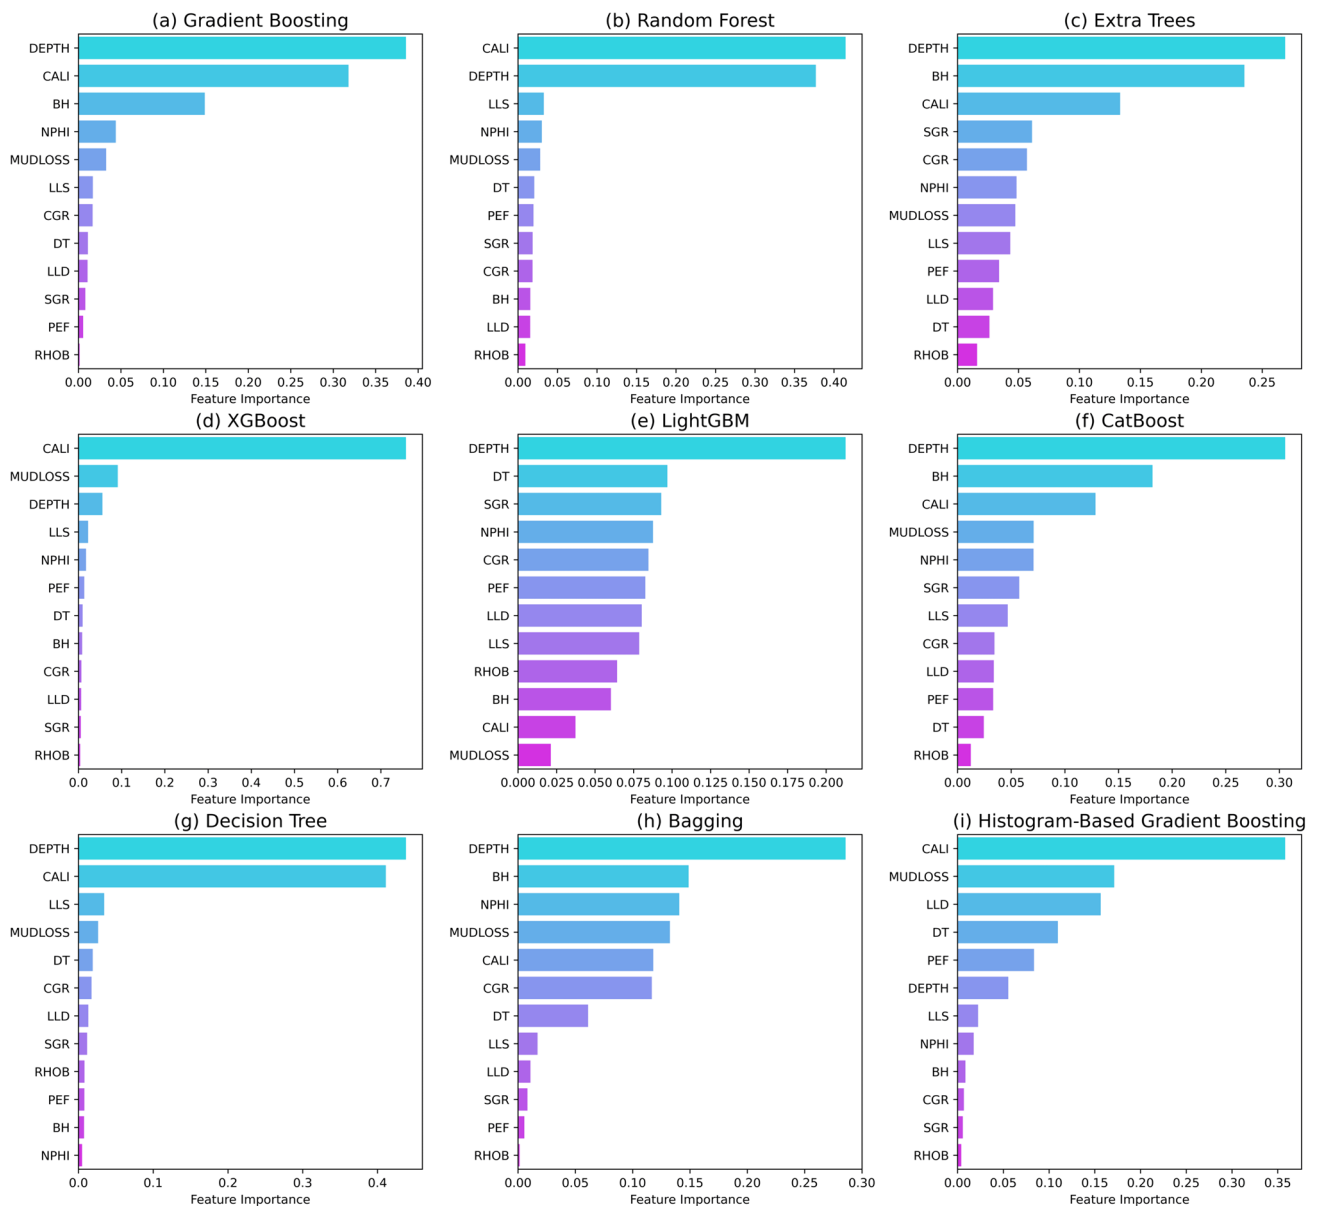 (a) Gradient Boosting
DEPTH
CALI
BH
NPHI
MUDLOSS
LLS
CGR
DT
LLD
SGR
PEF
RHOB
0.00 0.05 0.10 0.15 0.20 0.25 0.30 0.35 0.40
Feature Importance
(b) Random Forest
CALI
DEPTH
LLS
NPHI
MUDLOSS
DT
PEF
SGR
CGR
BH
LLD
RHOB
0.00 0.05 0.10 0.15 0.20 0.25 0.30 0.35 0.40
Feature Importance
(c) Extra Trees
DEPTH
BH
CALI
SGR
CGR
NPHI
MUDLOSS
LLS
PEF
LLD
DT
RHOB
0.00 0.05 0.10 0.15 0.20 0.25
Feature Importance
(d) XGBoost
CALI
MUDLOSS
DEPTH
LLS
NPHI
PEF
DT
BH
CGR
LLD
SGR
RHOB
0.0 0.1 0.2 0.3 0.4 0.5 0.6 0.7
Feature Importance
(e) LightGBM
DEPTH
DT
SGR
NPHI
CGR
PEF
LLD
LLS
RHOB
BH
CALI
MUDLOSS
0.000 0.025 0.050 0.075 0.100 0.125 0.150 0.175 0.200
Feature Importance
(f) CatBoost
DEPTH
BH
CALI
MUDLOSS
NPHI
SGR
LLS
CGR
LLD
PEF
DT
RHOB
0.00 0.05 0.10 0.15 0.20 0.25 0.30
Feature Importance
(g) Decision Tree
DEPTH
CALI
LLS
MUDLOSS
DT
CGR
LLD
SGR
RHOB
PEF
BH
NPHI
0.0 0.1 0.2 0.3 0.4
Feature Importance
(h) Bagging
DEPTH
BH
NPHI
MUDLOSS
CALI
CGR
DT
LLS
LLD
SGR
PEF
RHOB
0.00 0.05 0.10 0.15 0.20 0.25 0.30
Feature Importance
(i) Histogram-Based Gradient Boosting
CALI
MUDLOSS
LLD
DT
PEF
DEPTH
LLS
NPHI
BH
CGR
SGR
RHOB
0.00 0.05 0.10 0.15 0.20 0.25 0.30 0.35
Feature Importance